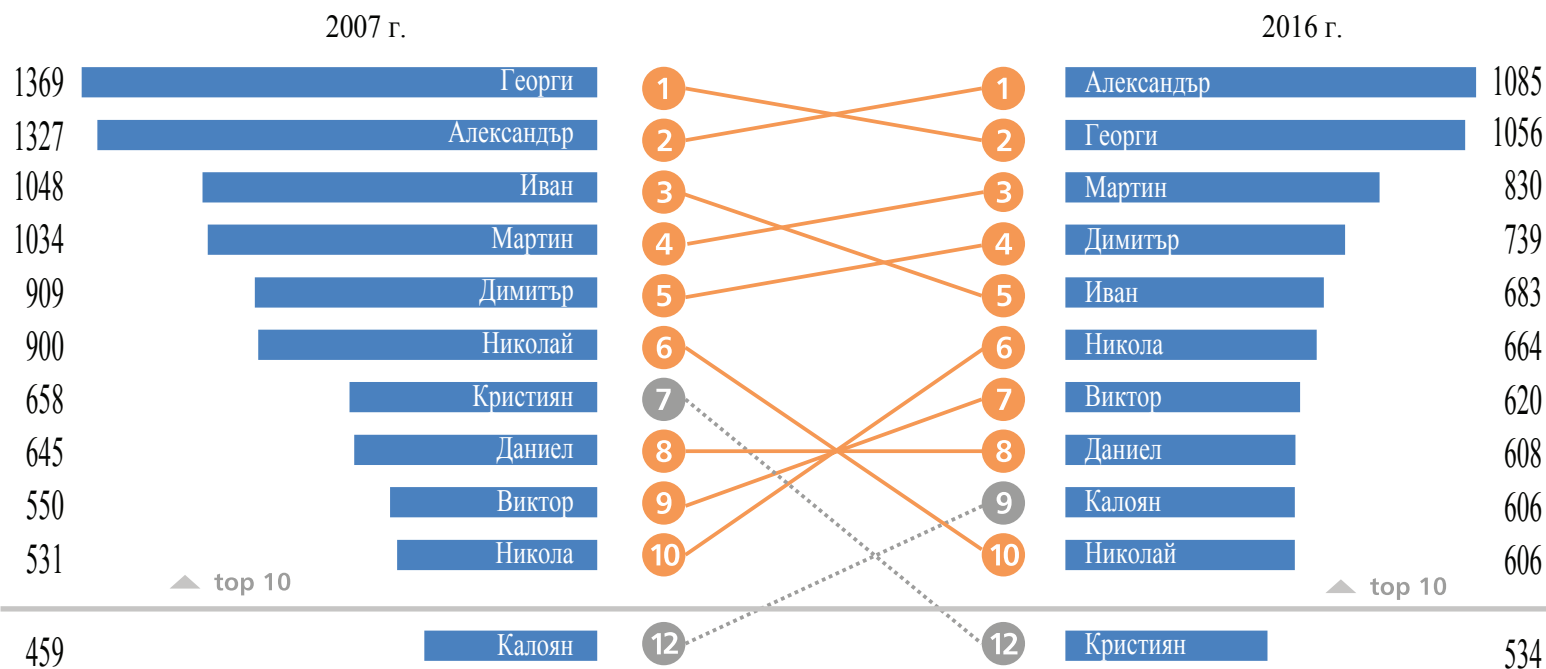 2007 г. 2016 г.
1369 Георги 1 1 Александър 1085
1327 Александър 2 2 Георги 1056
1048 Иван 3 3 Мартин 830
1034 Мартин 4 4 Димитър 739
909 Димитър 5 5 Иван 683
900 Николай 6 6 Никола 664
658 Кристиян 7 7 Виктор 620
645 Даниел 8 8 Даниел 608
550 Виктор 9 9 Калоян 606
531 Никола 10 10 Николай 606
top 10 top 10
459 Калоян 12 12 Кристиян 534